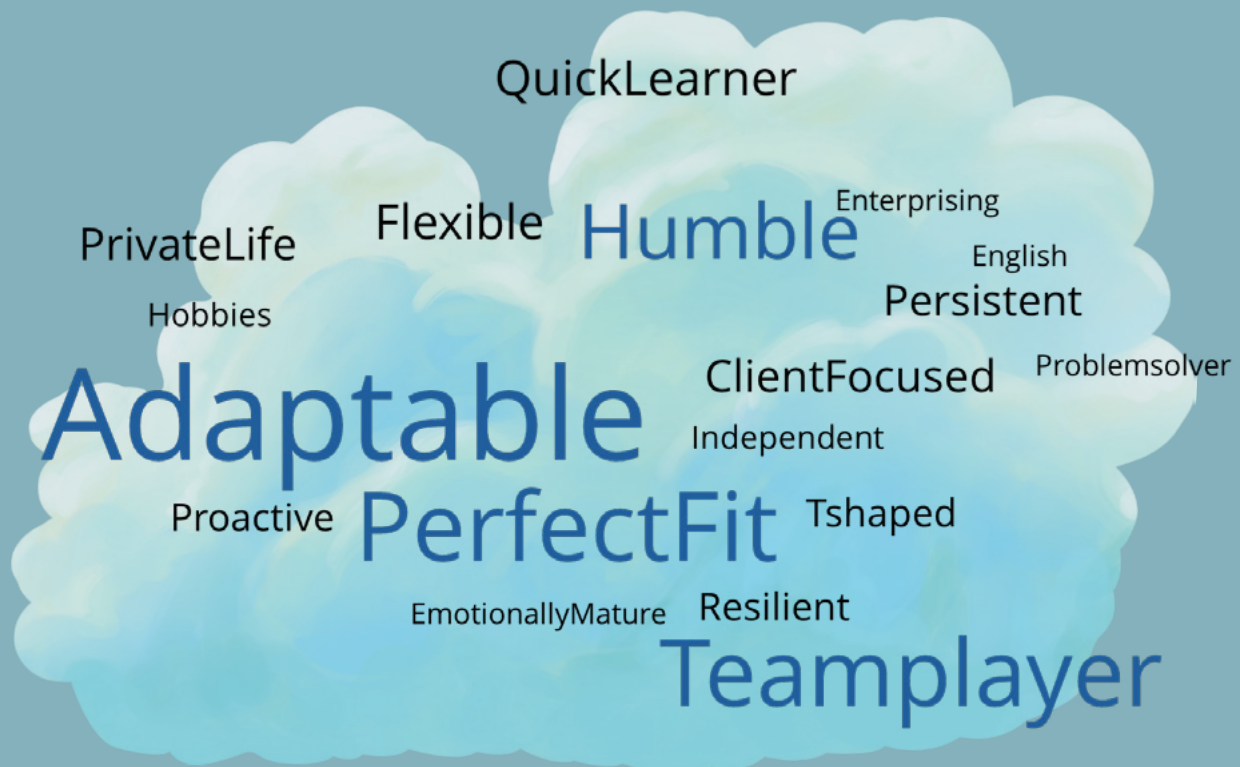 QuickLearner
Enterprising
Flexible
Humble
PrivateLife
English
Persistent
Hobbies
Problemsolver
ClientFocused
Adaptable
Independent
Proactive
PerfectFit
Tshaped
EmotionallyMature
Resilient
Teamplayer